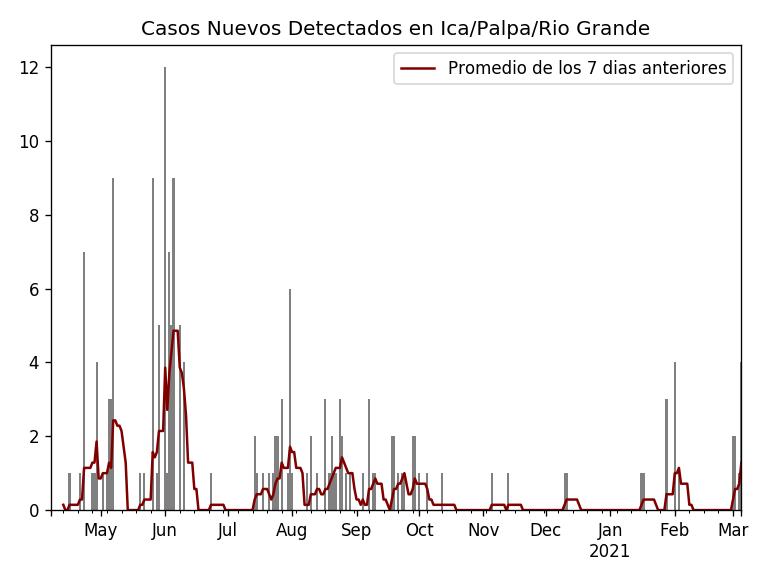 Casos Nuevos Detectados en Ica/Palpa/Rio Grande
Promedio de los 7 dias anteriores
12
10
8
6
4
2
0
May Jun Jul Aug Sep Oct Nov Dec Jan Feb Mar
2021